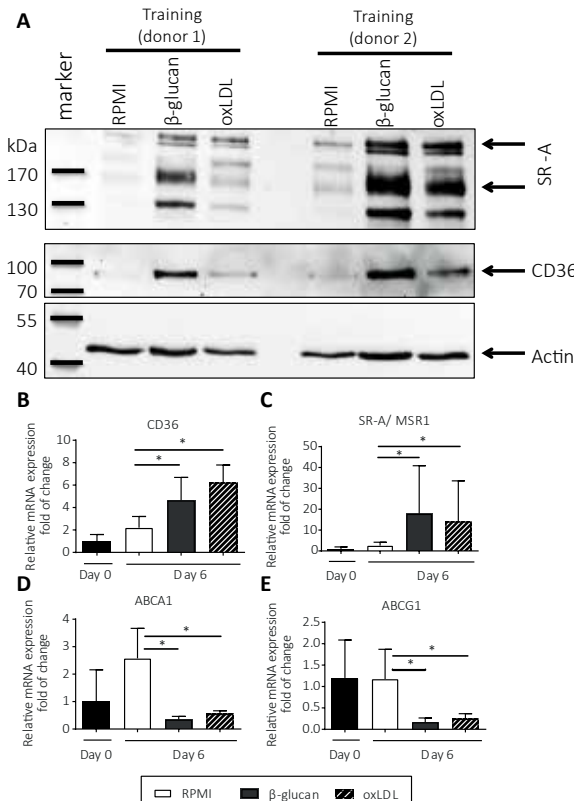 A
Training
(donor 1)
Training
(donor 2)
marker
RPMI
β-glucan
oxLDL
RPMI
β-glucan
oxLDL
kDa
170
130
SR-A
100
70
CD36
55
40
Actin
B
CD36
Relative mRNA expression
fold of change
8
6
4
2
0
*
*
Day 0
Day 6
C
SR-A/ MSR1
Relative mRNA expression
fold of change
50
40
30
20
10
0
*
*
Day 0
Day 6
D
ABCA1
Relative mRNA expression
fold of change
4
3
2
1
0
*
*
Day 0
Day 6
E
ABCG1
Relative mRNA expression
fold of change
2.5
2.0
1.5
1.0
0.5
0.0
*
*
Day 0
Day 6
RPMI β-glucan oxLDL